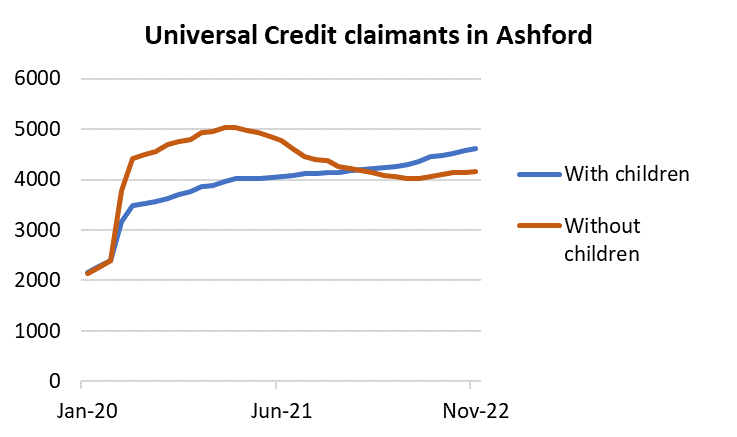 Universal Credit claimants in Ashford
6000
5000
4000
3000
2000
1000
0
Jan-20
Jun-21
Nov-22
With children
Without
children